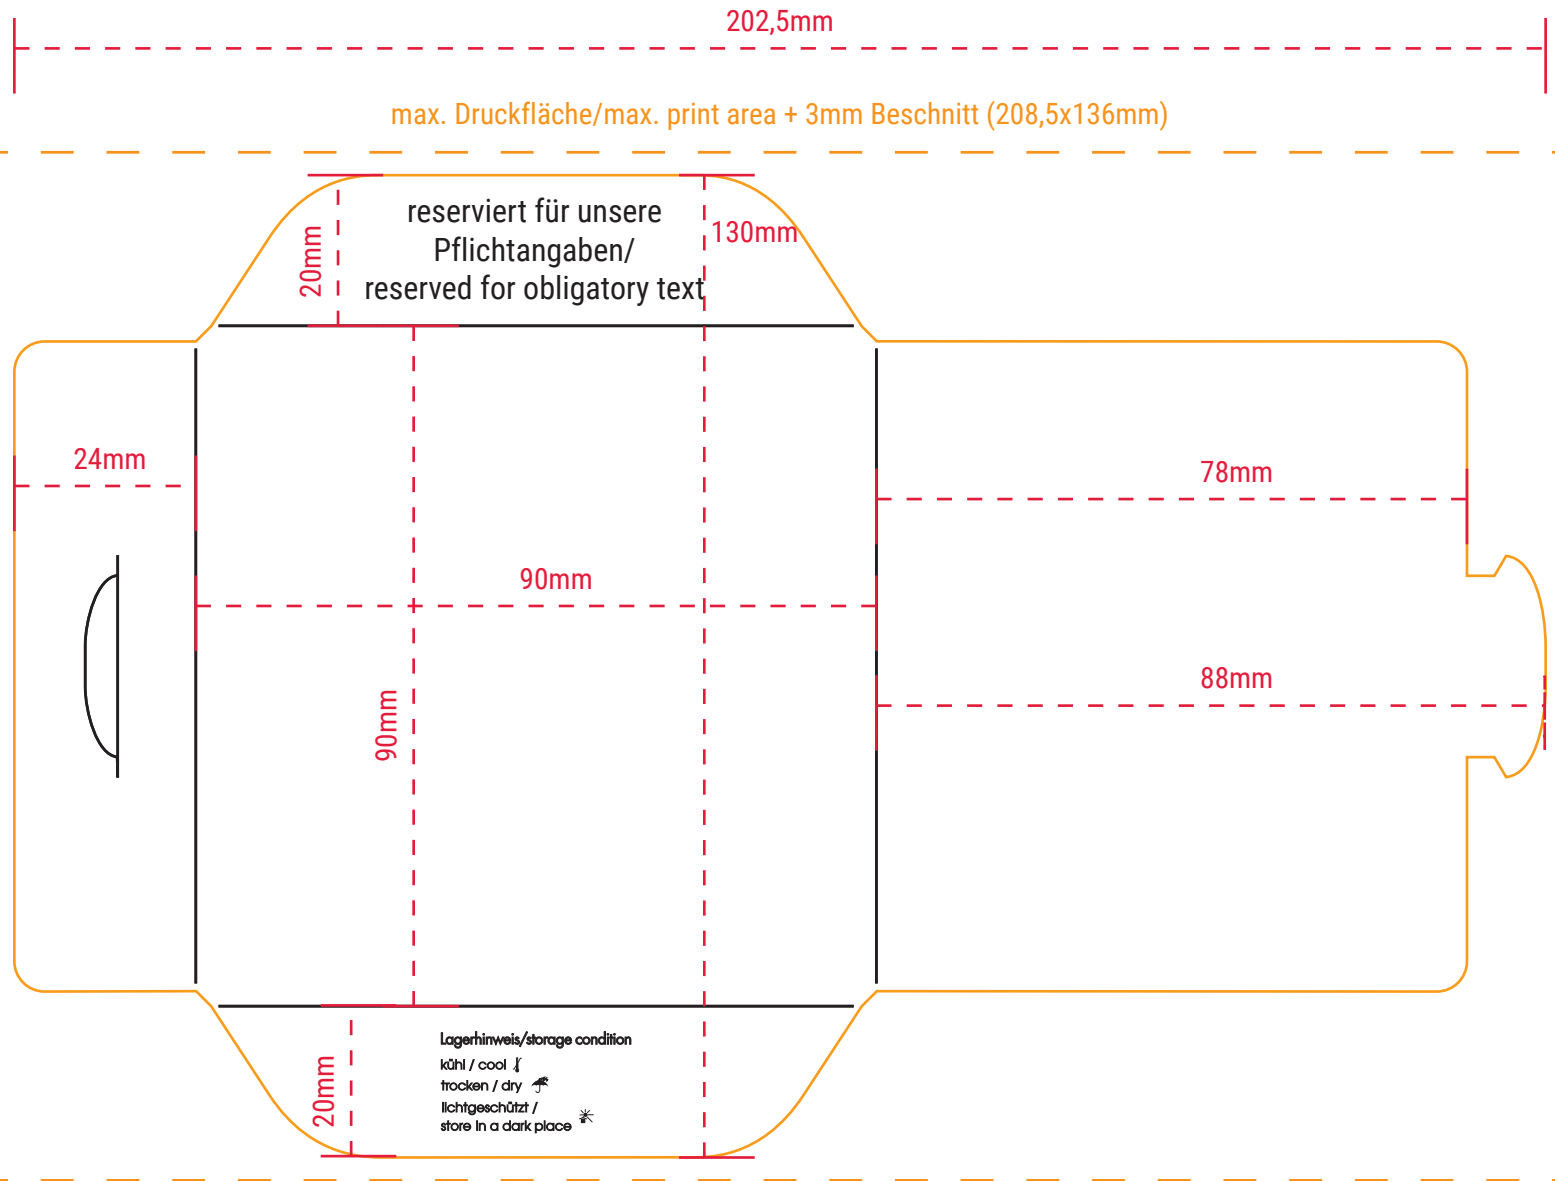 202,5mm
max. Druckfläche/max. print area + 3mm Beschnitt (208,5x136mm)
reserviert für unsere
Pflichtangaben/
reserved for obligatory text
20mm
130mm
24mm
78mm
90mm
88mm
90mm
Lagerhinweis/storage condition
kühl / cool
trocken / dry
lichtgeschützt /
store in a dark place
20mm